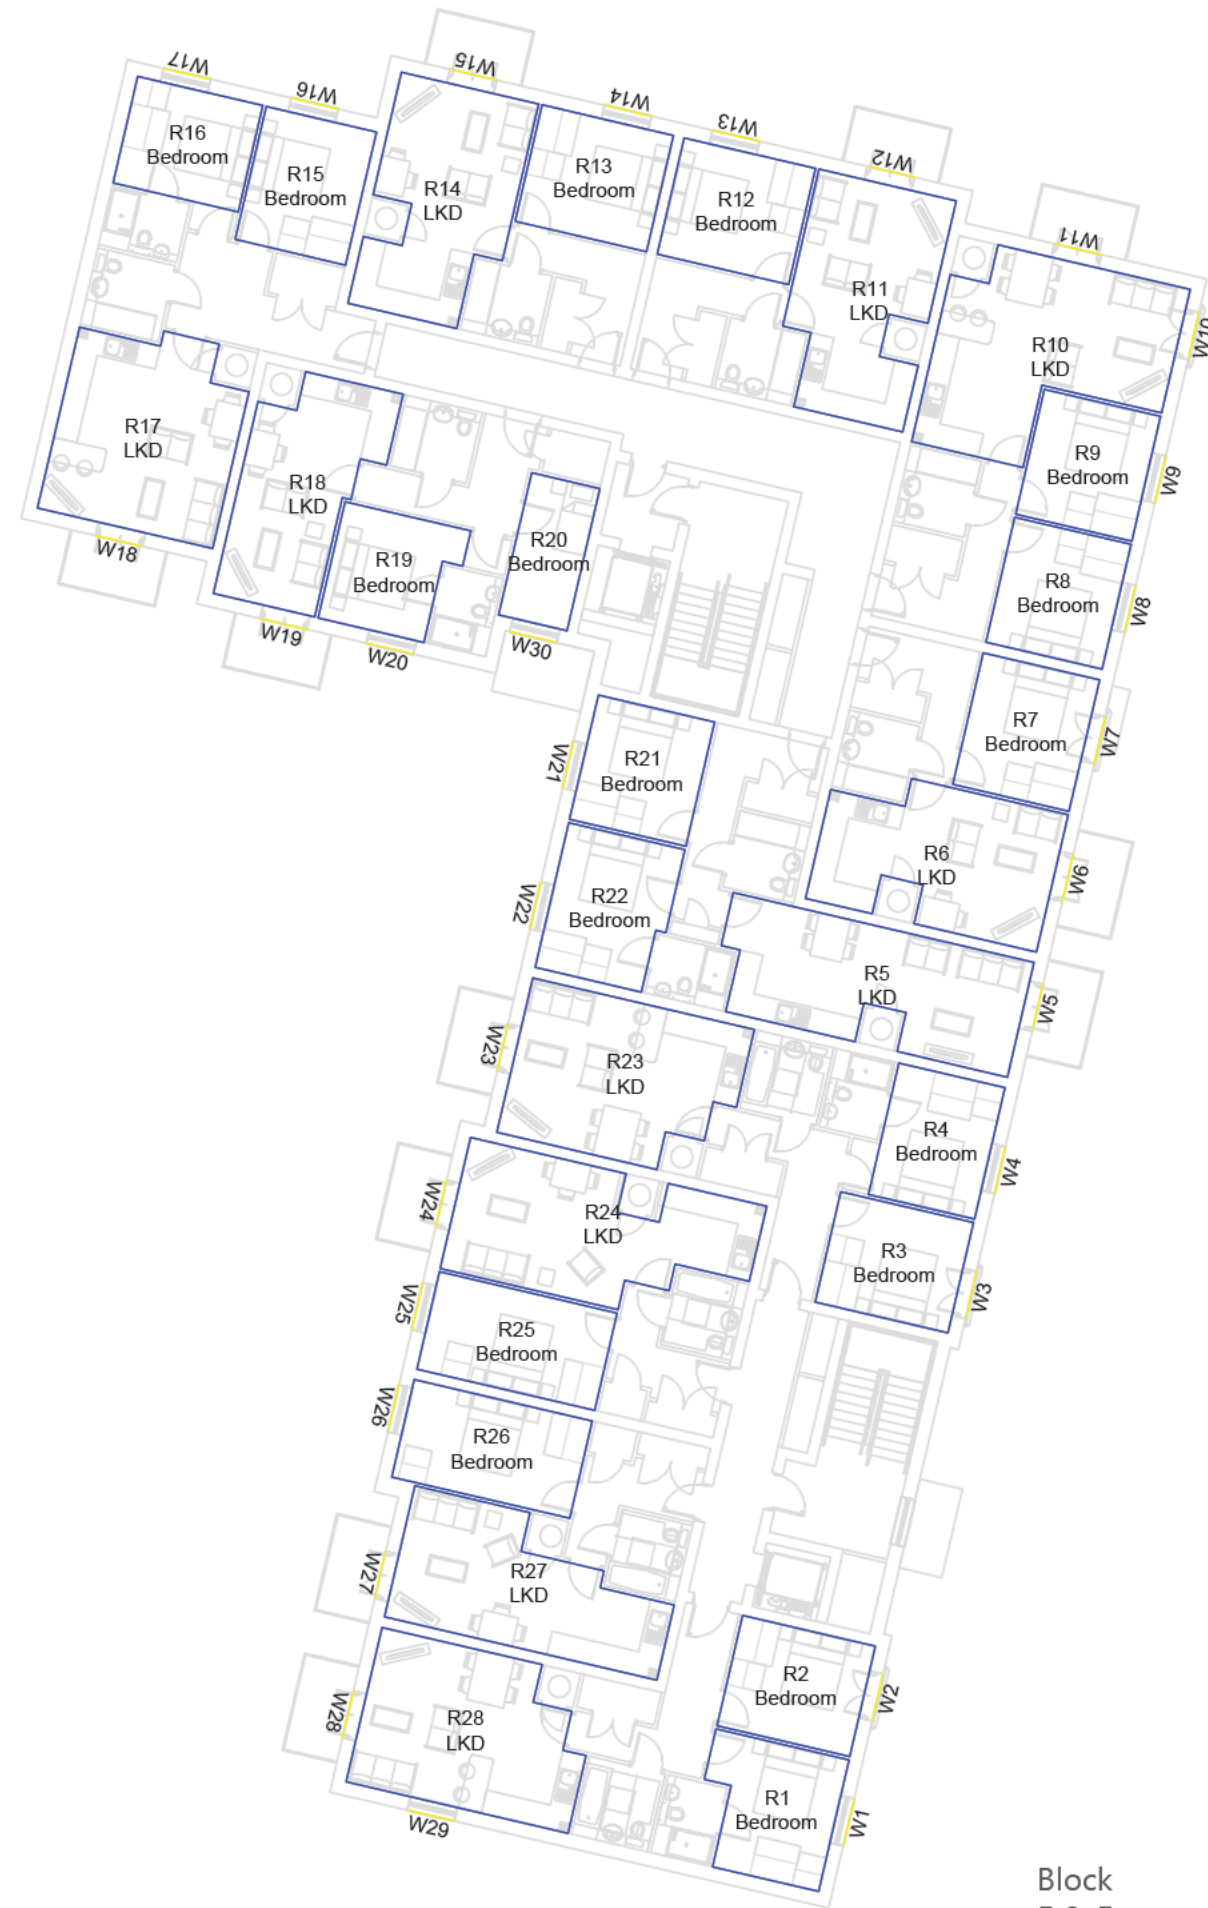 W17
W16
W15
W14
W13
W12
W11
W10
R16
Bedroom
R15
Bedroom
R14
LKD
R13
Bedroom
R12
Bedroom
R11
LKD
R10
LKD
R9
Bedroom
W9
R17
LKD
R18
LKD
R19
Bedroom
R20
Bedroom
R8
Bedroom
W8
W18
W19
W20
W30
R7
Bedroom
W7
R21
Bedroom
W21
R6
LKD
W6
R22
Bedroom
W22
R5
LKD
W5
R23
LKD
W23
R4
Bedroom
W4
R24
LKD
W24
R3
Bedroom
W3
R25
Bedroom
W25
R26
Bedroom
W26
R27
LKD
W27
R2
Bedroom
W2
R28
LKD
W28
R1
Bedroom
W1
W29
Block